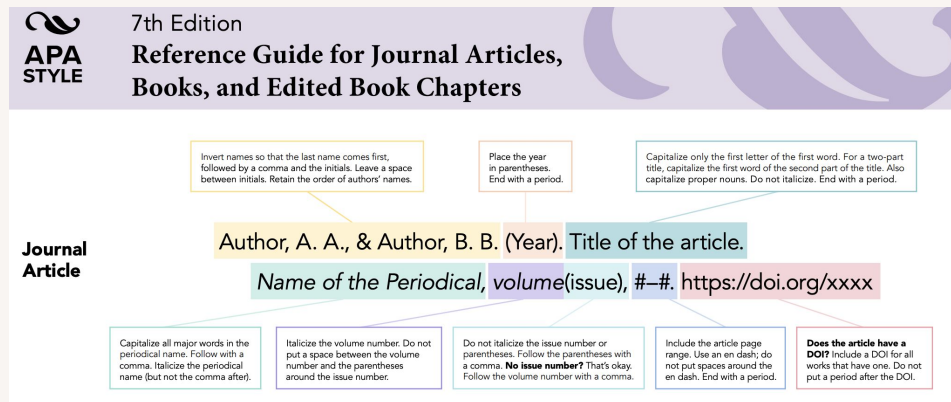 APA
STYLE
7th Edition
Reference Guide for Journal Articles,
Books, and Edited Book Chapters
Invert names so that the last name comes first,
followed by a comma and the initials. Leave a space
between initials. Retain the order of authors’ names.
Place the year
in parentheses.
End with a period.
Capitalize only the first letter of the first word. For a two-part
title, capitalize the first word of the second part of the title. Also
capitalize proper nouns. Do not italicize. End with a period.
Journal
Article
Author, A. A., & Author, B. B. (Year). Title of the article.
Name of the Periodical, volume(issue), #–#. https://doi.org/xxxx
Capitalize all major words in the
periodical name. Follow with a
comma. Italicize the periodical
name (but not the comma after).
Italicize the volume number. Do not
put a space between the volume
number and the parentheses
around the issue number.
Do not italicize the issue number or
parentheses. Follow the parentheses with
a comma. No issue number? That’s okay.
Follow the volume number with a comma.
Include the article page
range. Use an en dash; do
not put spaces around the
en dash. End with a period.
Does the article have a
DOI? Include a DOI for all
works that have one. Do not
put a period after the DOI.